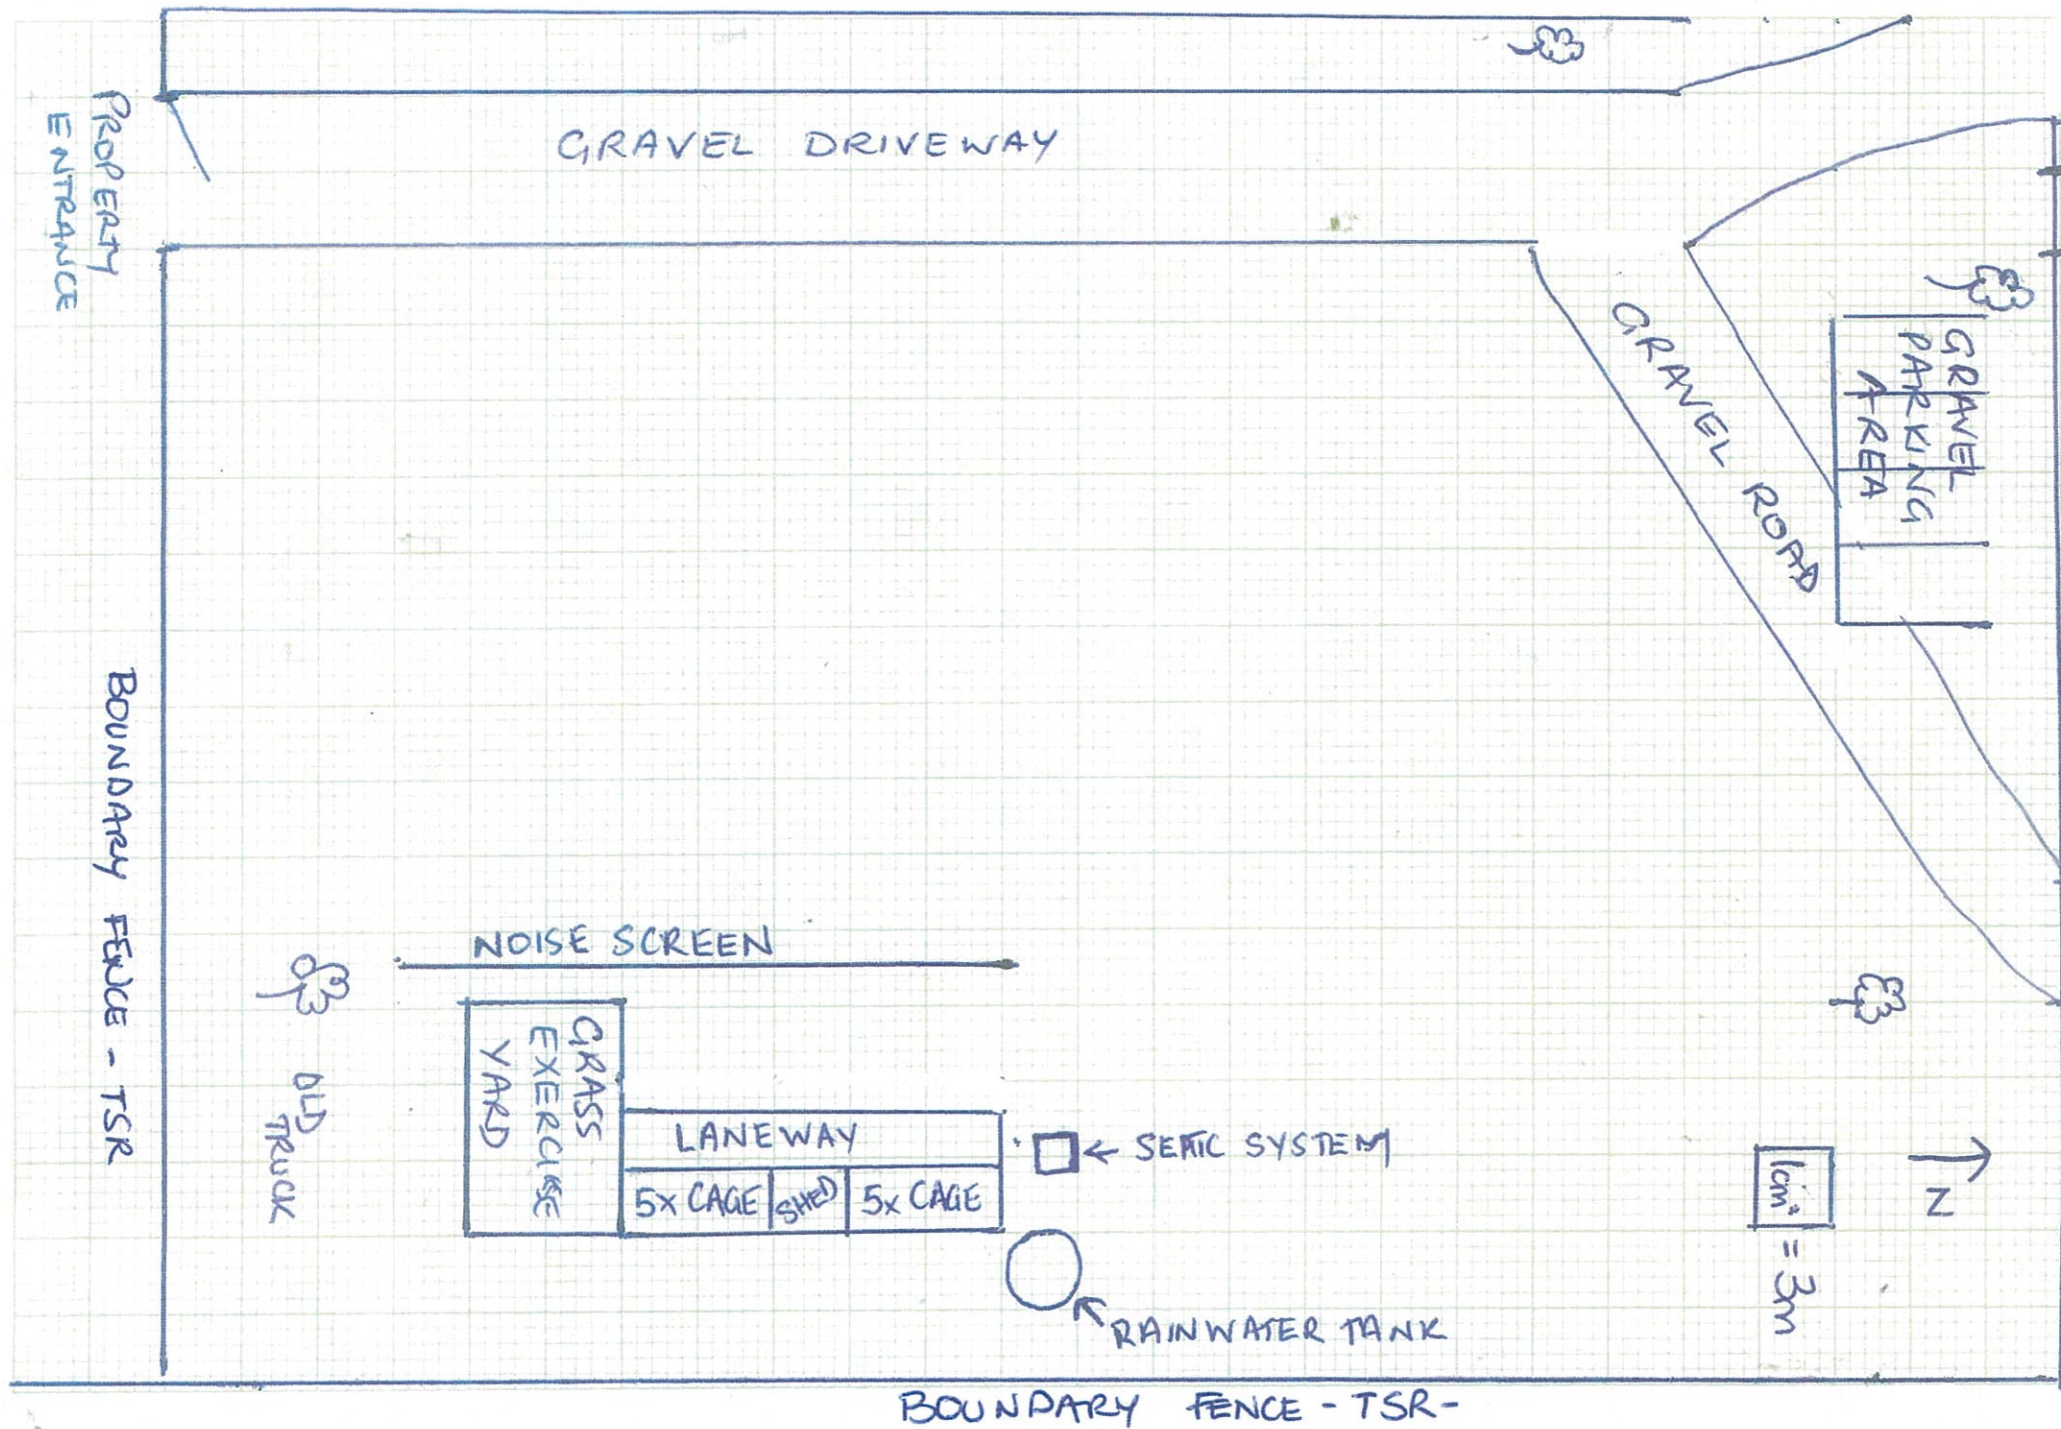 PROPERTY
ENTRANCE
GRAVEL DRIVEWAY
GRAVEL ROAD
GRAVEL
PARKING
AREA
BOUNDARY FENCE - TSR
NOISE SCREEN
OLD
TRUCK
GRASS
EXERCISE
YARD
LANEWAY
5x CAGE
SHED
5x CAGE
← SEPTIC SYSTEM
RAINWATER TANK
1cm²
= 3m
N
BOUNDARY FENCE - TSR -